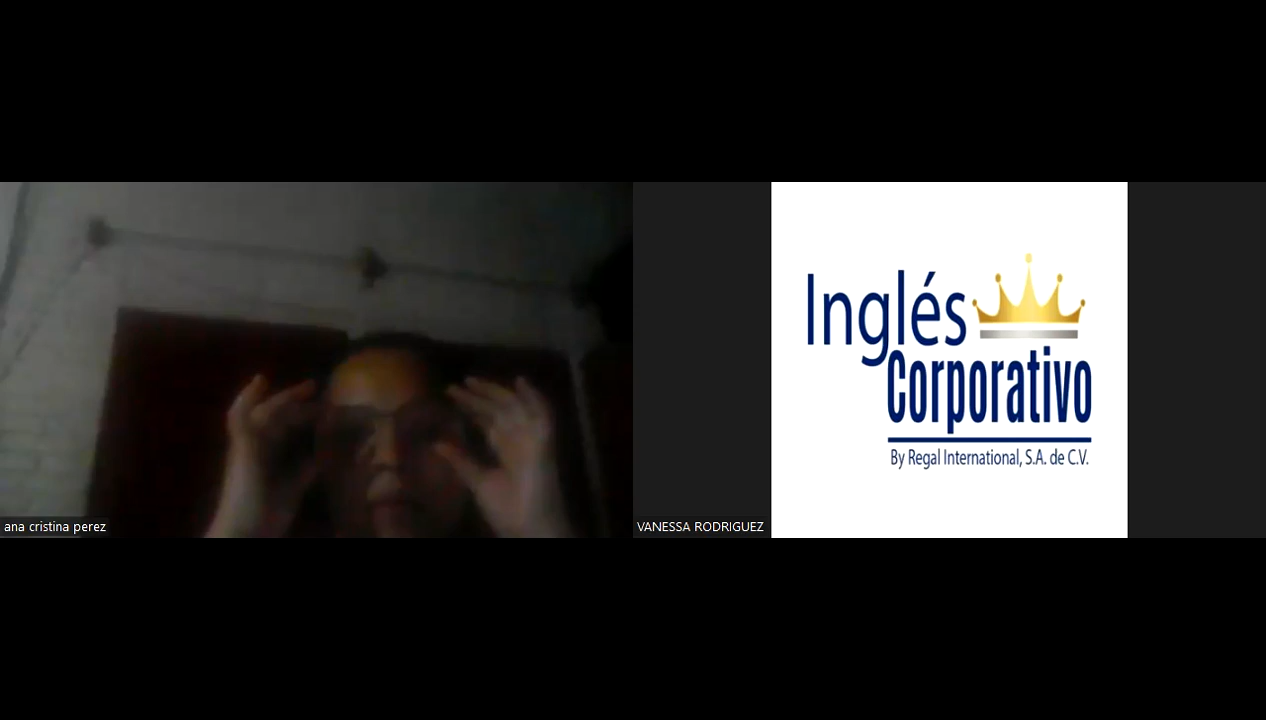 Inglés
Corporativo
By Regal International, S.A. de C.V.
ana cristina perez
VANESSA RODRIGUEZ